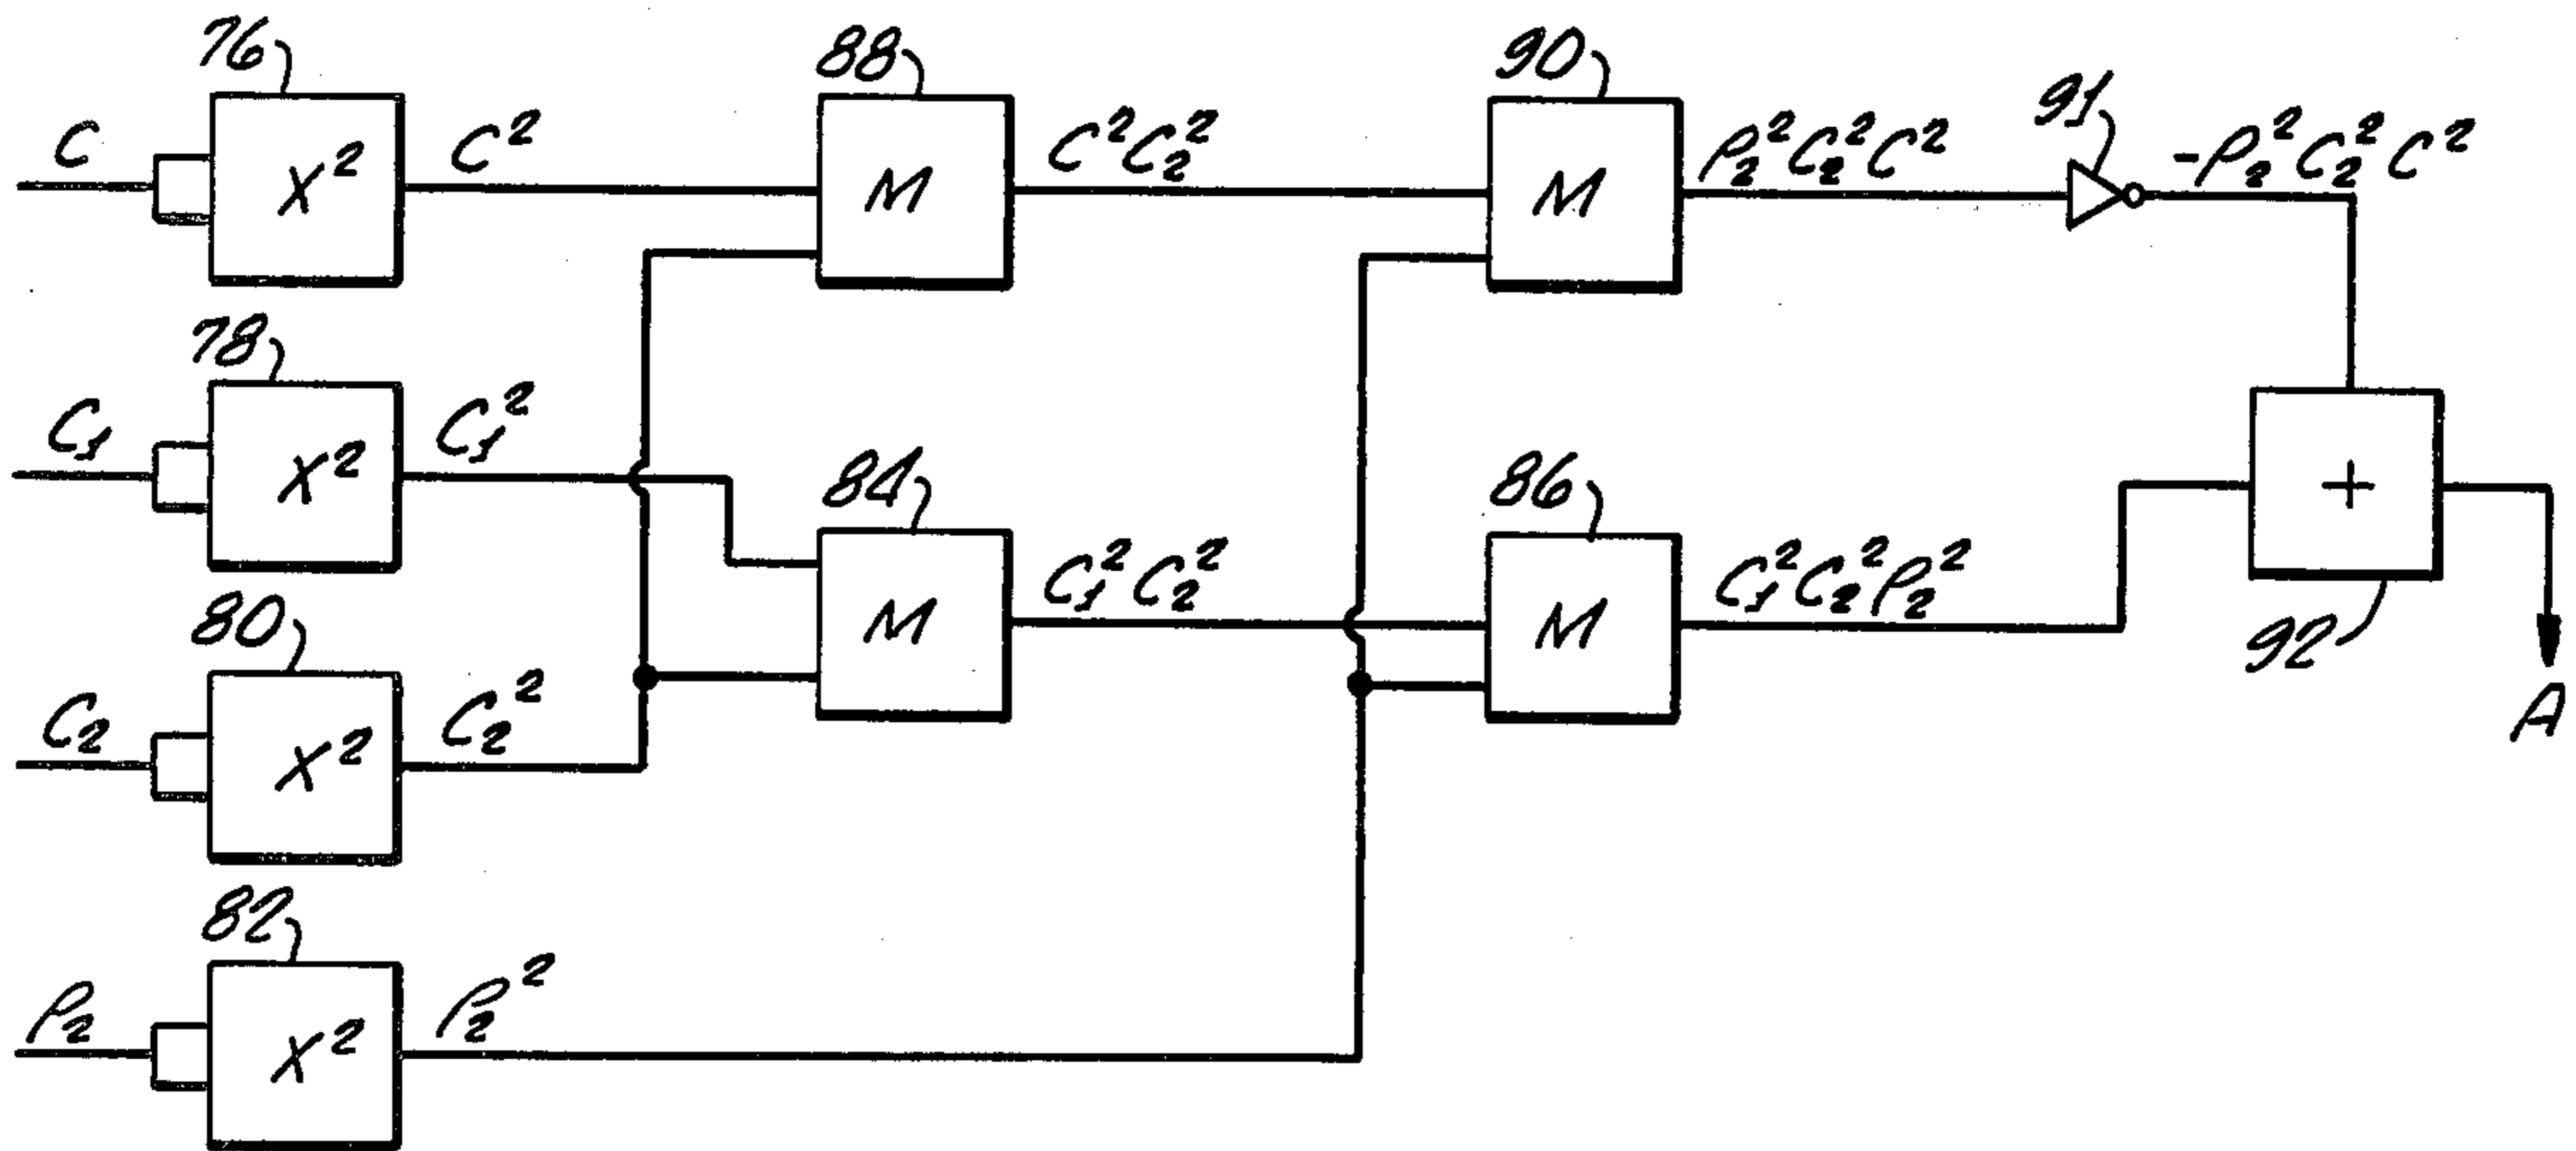 76
88
90
91
C
X²
C²
M
C²C₂²
M
ρ₂²C₂²C²
-ρ₂²C₂²C²
78
C₁
X²
C₁²
84
M
C₁²C₂²
86
M
C₁²C₂²ρ₂²
+
92
A
80
C₂
X²
C₂²
82
ρ₂
X²
ρ₂²